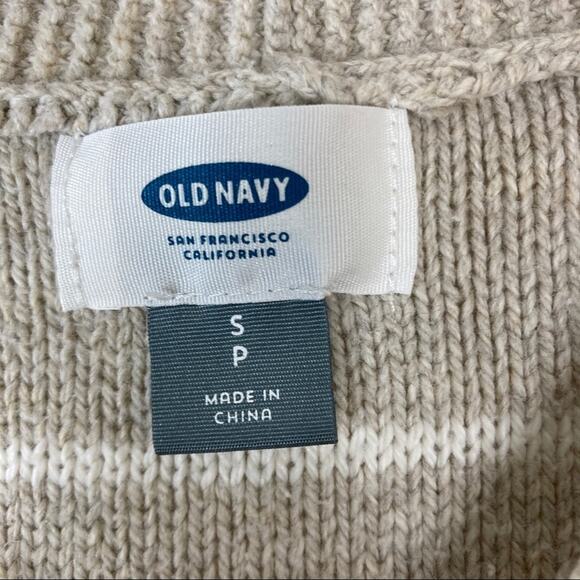 OLD NAVY
SAN FRANCISCO
CALIFORNIA
S
P
MADE IN
CHINA